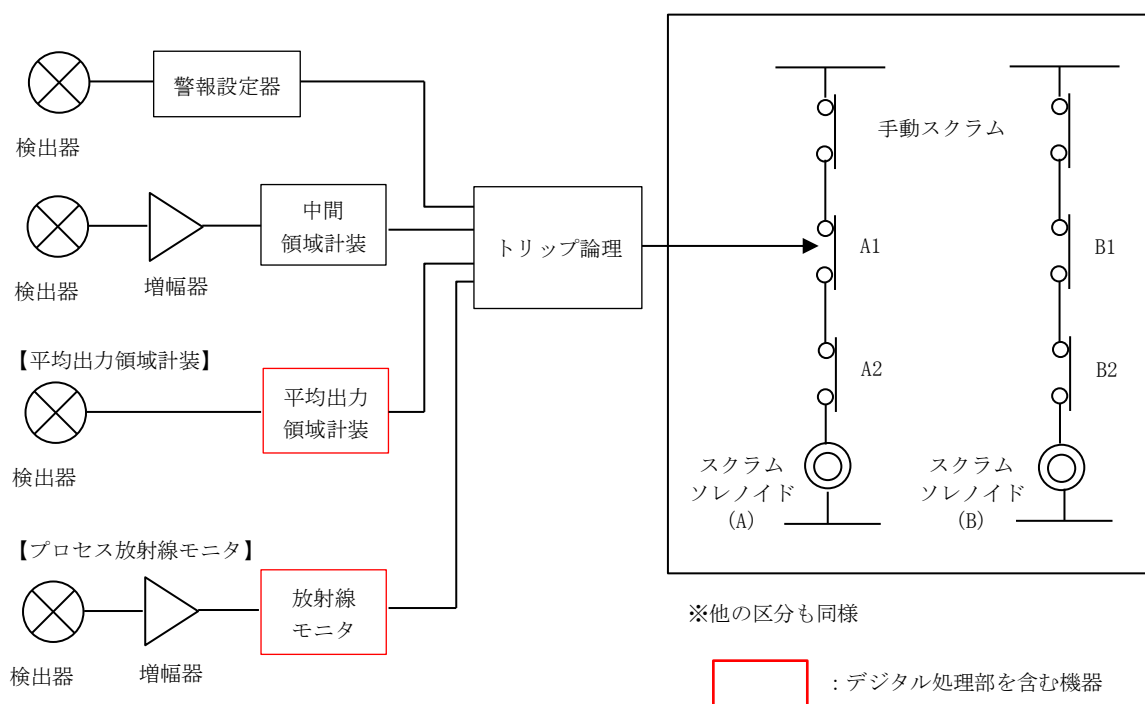 警報設定器
検出器
中間
領域計装
増幅器
検出器
【平均出力領域計装】
平均出力
領域計装
検出器
【プロセス放射線モニタ】
放射線
モニタ
増幅器
検出器
トリップ論理
手動スクラム
A1
B1
A2
B2
スクラム
ソレノイド
(A)
スクラム
ソレノイド
(B)
※他の区分も同様
：デジタル処理部を含む機器